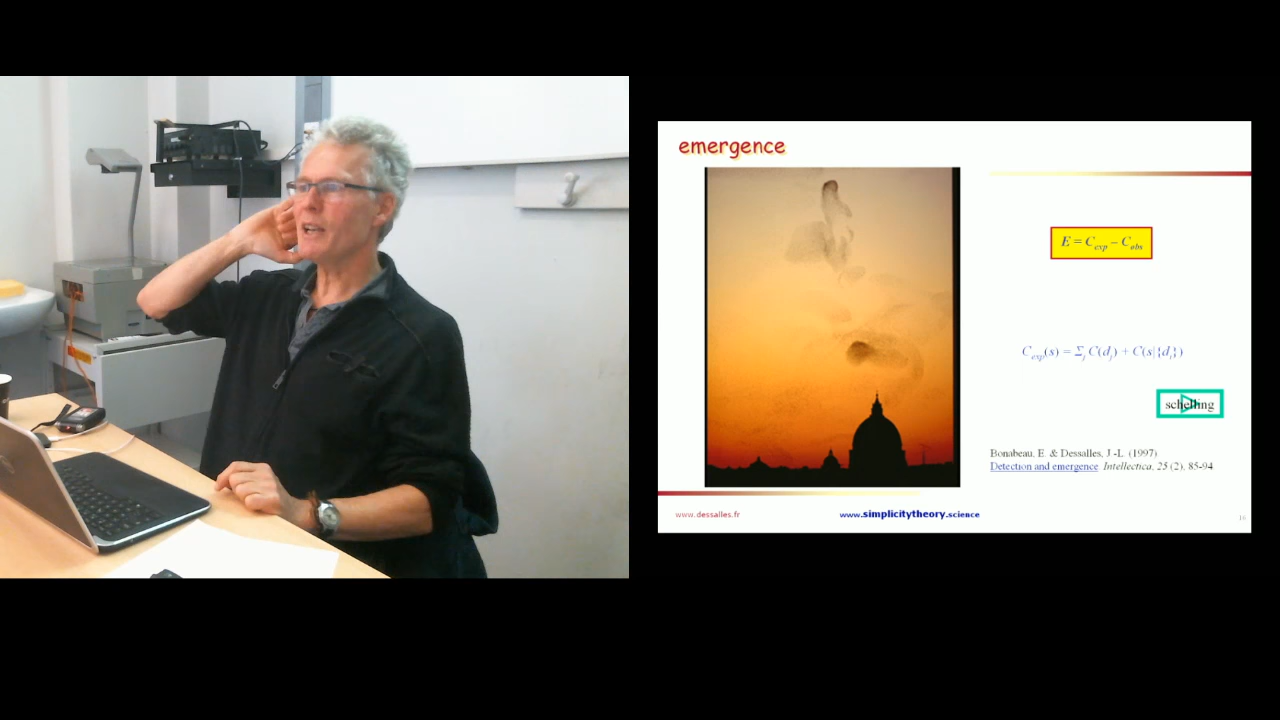 emergence
E = C_exp – C_obs
C_exp(s) = Σ_j C(d_j) + C(s|{d_j})
schelling
Bonabeau, E. & Dessalles, J.-L. (1997)
Detection and emergence. Intellectica, 25 (2), 85-94
www.dessalles.fr
www.simplicitytheory.science
16